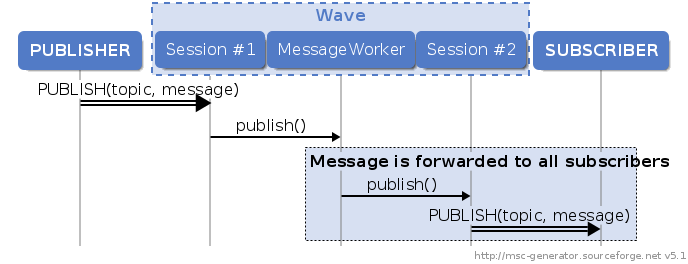 Wave
PUBLISHER
Session #1
MessageWorker
Session #2
SUBSCRIBER
PUBLISH(topic, message)
publish()
Message is forwarded to all subscribers
publish()
PUBLISH(topic, message)
http://msc-generator.sourceforge.net v5.1